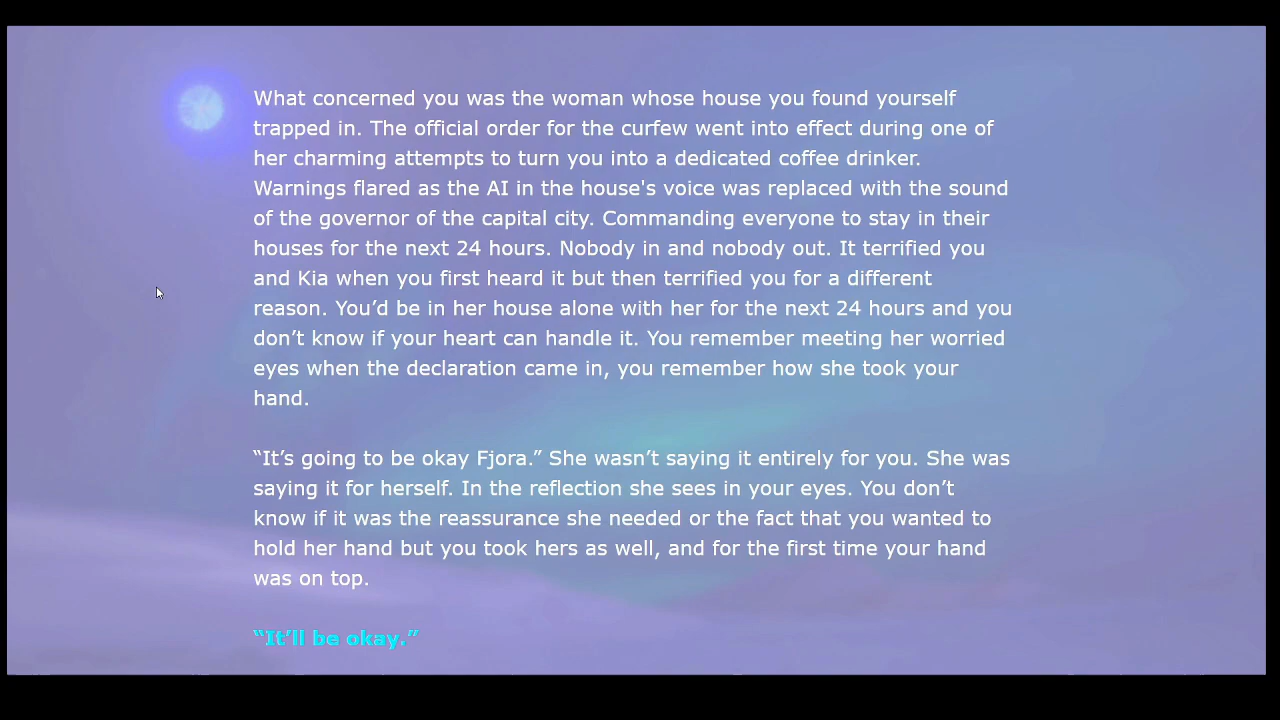 What concerned you was the woman whose house you found yourself
trapped in. The official order for the curfew went into effect during one of
her charming attempts to turn you into a dedicated coffee drinker.
Warnings flared as the AI in the house's voice was replaced with the sound
of the governor of the capital city. Commanding everyone to stay in their
houses for the next 24 hours. Nobody in and nobody out. It terrified you
and Kia when you first heard it but then terrified you for a different
reason. You’d be in her house alone with her for the next 24 hours and you
don’t know if your heart can handle it. You remember meeting her worried
eyes when the declaration came in, you remember how she took your
hand.
“It’s going to be okay Fjora.” She wasn’t saying it entirely for you. She was
saying it for herself. In the reflection she sees in your eyes. You don’t
know if it was the reassurance she needed or the fact that you wanted to
hold her hand but you took hers as well, and for the first time your hand
was on top.
“It’ll be okay.”